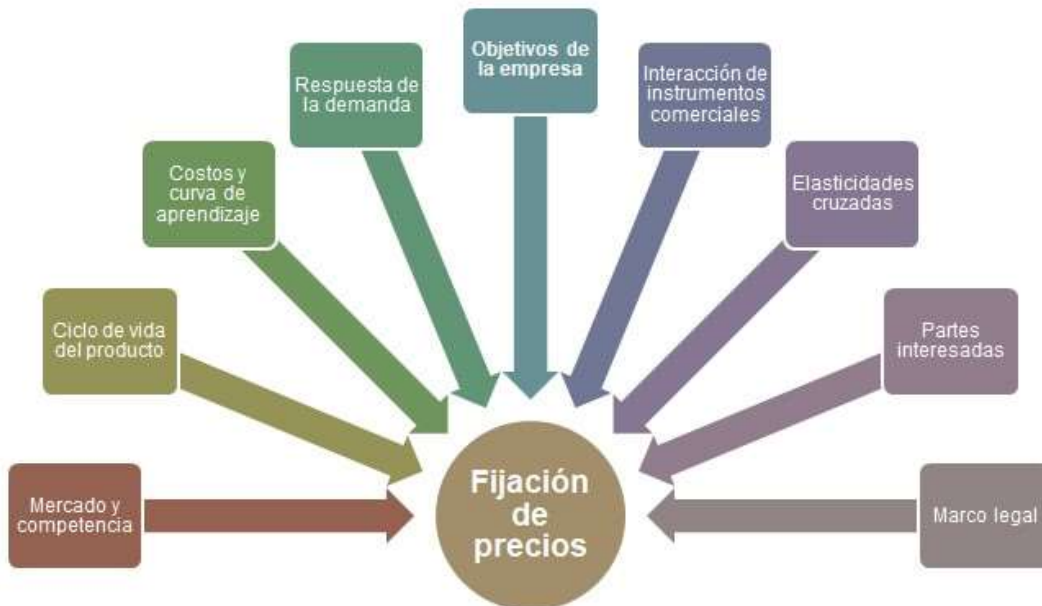 Mercado y
competencia
Ciclo de vida
del producto
Costos y
curva de
aprendizaje
Respuesta de
la demanda
Objetivos de
la empresa
Interacción de
instrumentos
comerciales
Elasticidades
cruzadas
Partes
interesadas
Marco legal
Fijación
de
precios